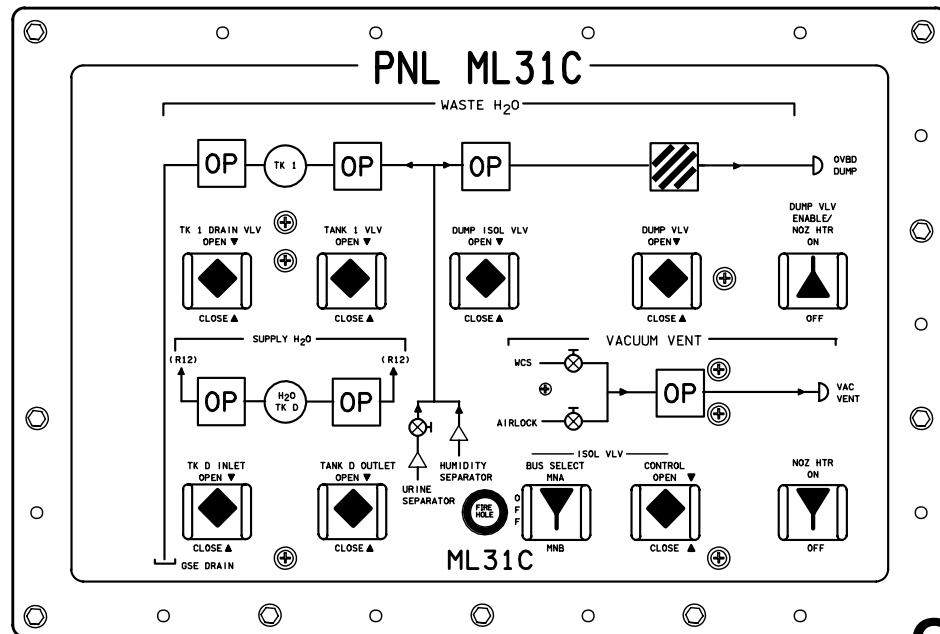 PNL ML31C
WASTE H2O
OP
TK 1
OP
OP
OVBD
DUMP
TK 1 DRAIN VLV
OPEN ▼
CLOSE ▲
TANK 1 VLV
OPEN ▼
CLOSE ▲
DUMP ISOL VLV
OPEN ▼
CLOSE ▲
DUMP VLV
OPEN ▼
CLOSE ▲
DUMP VLV
ENABLE/
NOZ HTR
ON
OFF
SUPPLY H2O
(R12)
(R12)
OP
H2O
TK D
OP
VACUUM VENT
WCS
AIRLOCK
OP
VAC
VENT
HUMIDITY
SEPARATOR
URINE
SEPARATOR
TK D INLET
OPEN ▼
CLOSE ▲
TANK D OUTLET
OPEN ▼
CLOSE ▲
FIRE
HOLE
ISOL VLV
BUS SELECT
MNA
OFF
MNB
CONTROL
OPEN ▼
CLOSE ▲
NOZ HTR
ON
OFF
GSE DRAIN
ML31C